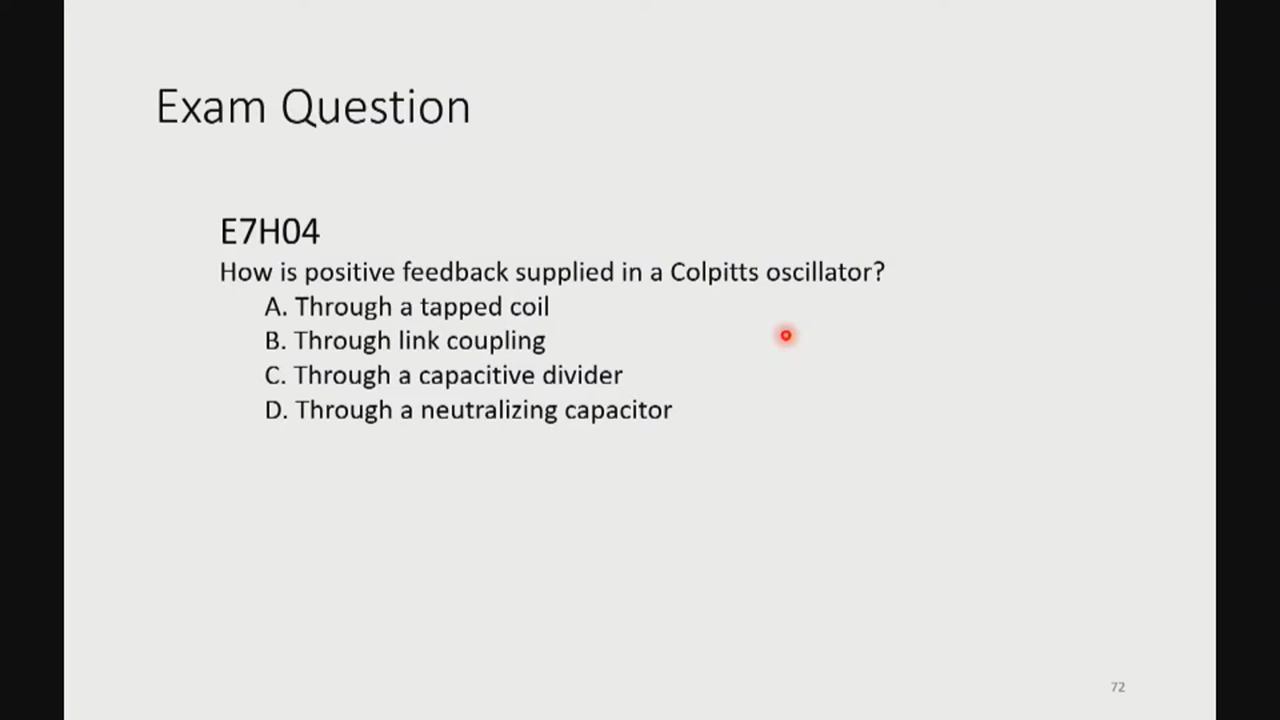 Exam Question
E7H04
How is positive feedback supplied in a Colpitts oscillator?
A. Through a tapped coil
B. Through link coupling
C. Through a capacitive divider
D. Through a neutralizing capacitor
72